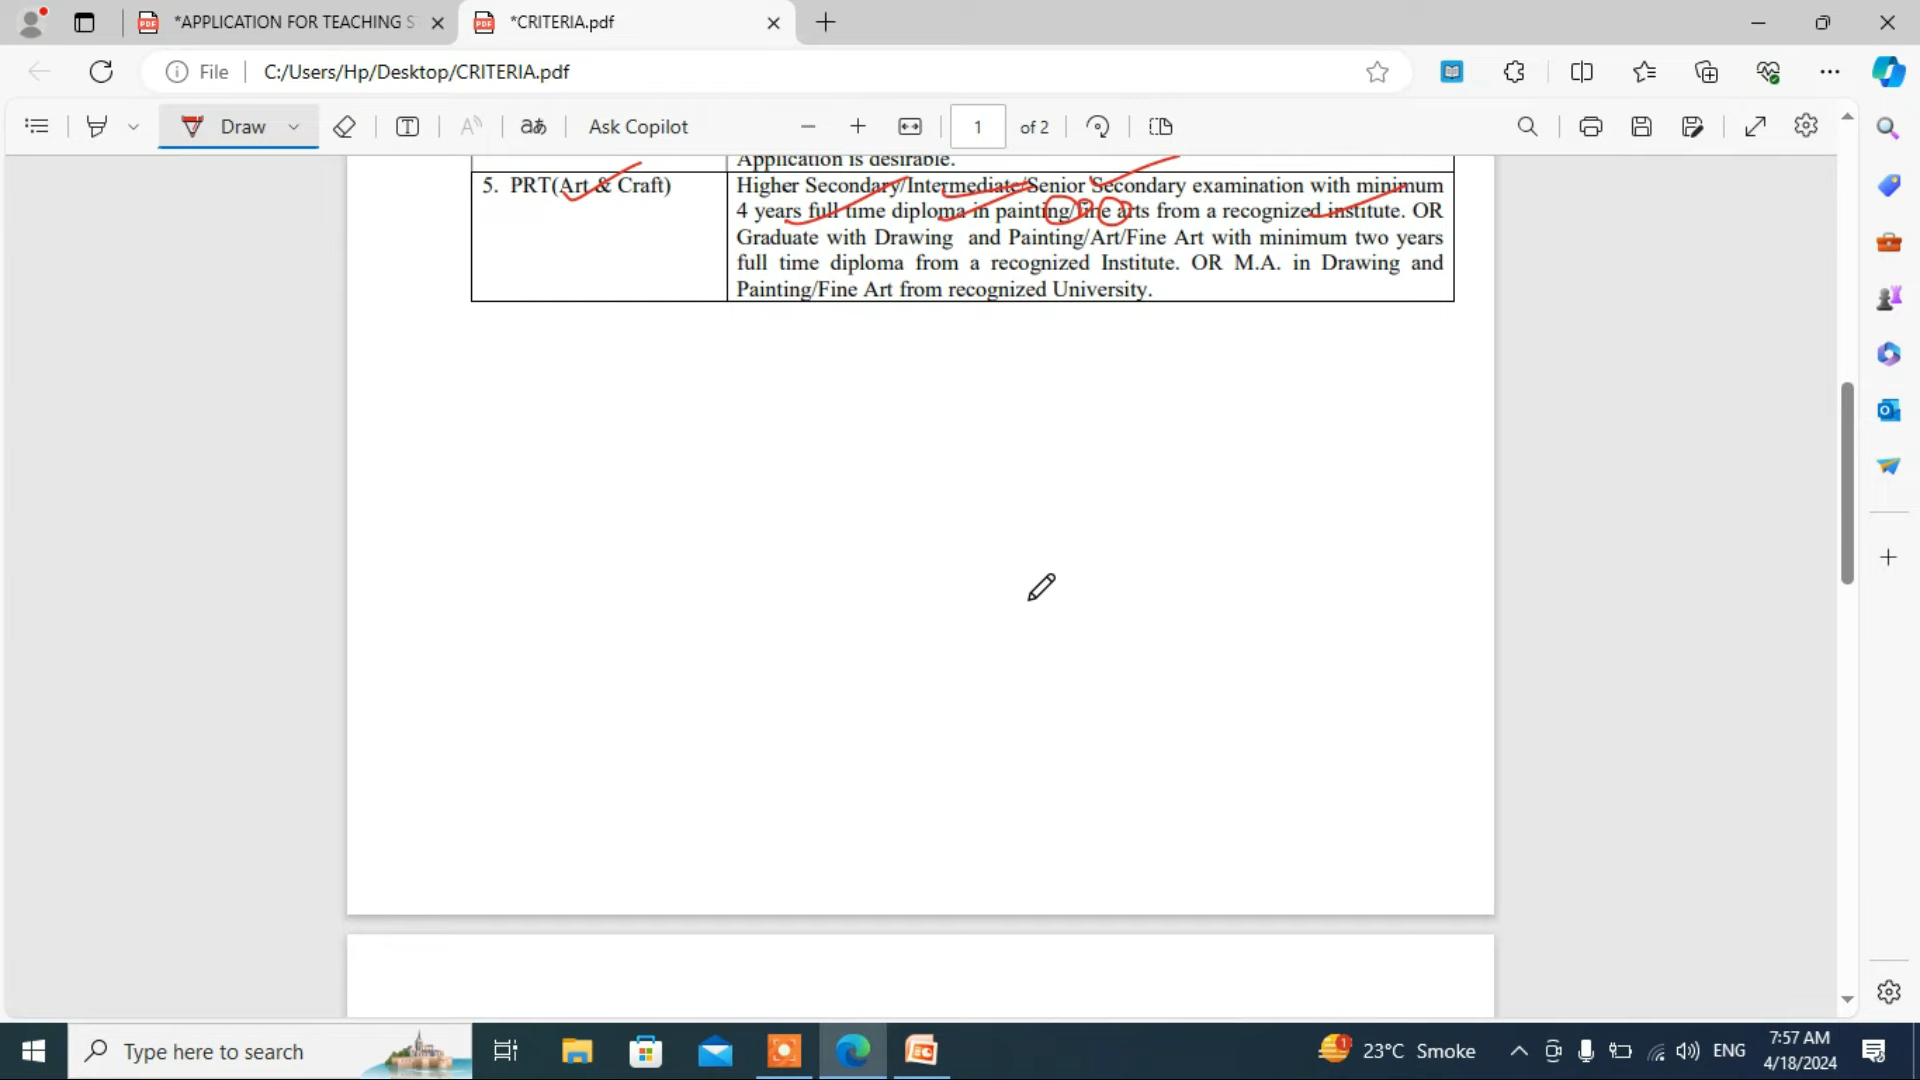 *APPLICATION FOR TEACHING S
*CRITERIA.pdf
File
C:/Users/Hp/Desktop/CRITERIA.pdf
Draw
Ask Copilot
1
of 2
Application is desirable.
5. PRT(Art & Craft)
Higher Secondary/Intermediate/Senior Secondary examination with minimum
4 years full time diploma in painting/fine arts from a recognized institute. OR
Graduate with Drawing and Painting/Art/Fine Art with minimum two years
full time diploma from a recognized Institute. OR M.A. in Drawing and
Painting/Fine Art from recognized University.
Type here to search
23°C Smoke
ENG
7:57 AM
4/18/2024